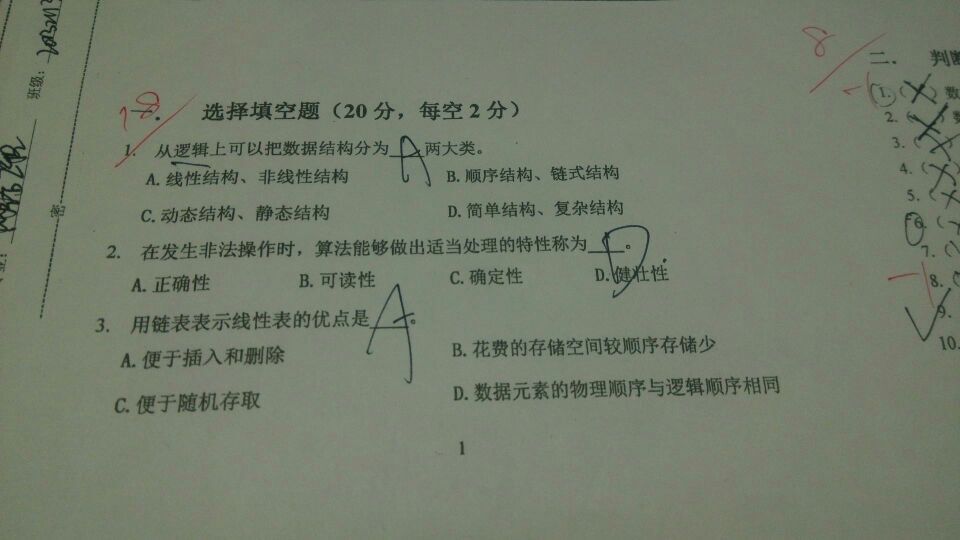 班级：
密
一. 选择填空题（20分，每空2分）
1. 从逻辑上可以把数据结构分为 A 两大类。
A. 线性结构、非线性结构 B. 顺序结构、链式结构
C. 动态结构、静态结构 D. 简单结构、复杂结构
2. 在发生非法操作时，算法能够做出适当处理的特性称为 D 。
A. 正确性 B. 可读性 C. 确定性 D. 健壮性
3. 用链表表示线性表的优点是 A 。
A. 便于插入和删除 B. 花费的存储空间较顺序存储少
C. 便于随机存取 D. 数据元素的物理顺序与逻辑顺序相同
1
8
二. 判断
1. ( X 数
2. ( X )
3. ( X
4. ( X
5. ( X
6. (
7. (
-1 8.
9.
10.